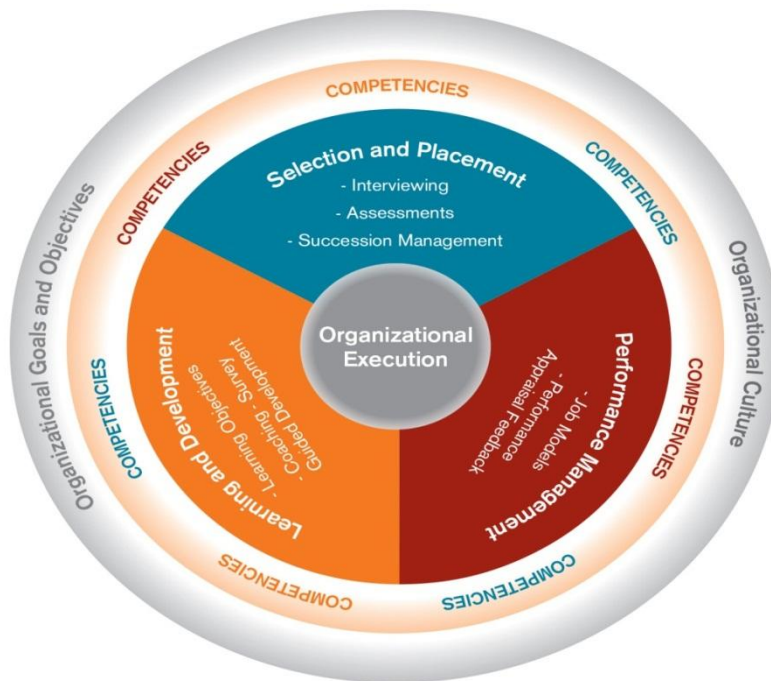 COMPETENCIES
COMPETENCIES
COMPETENCIES
Selection and Placement
- Interviewing
- Assessments
- Succession Management
Organizational Goals and Objectives
Organizational Culture
Organizational
Execution
Learning and Development
- Learning Objectives
- Coaching - Survey
Guided Development
Performance Management
- Job Models
- Performance
Appraisal Feedback
COMPETENCIES
COMPETENCIES
COMPETENCIES
COMPETENCIES